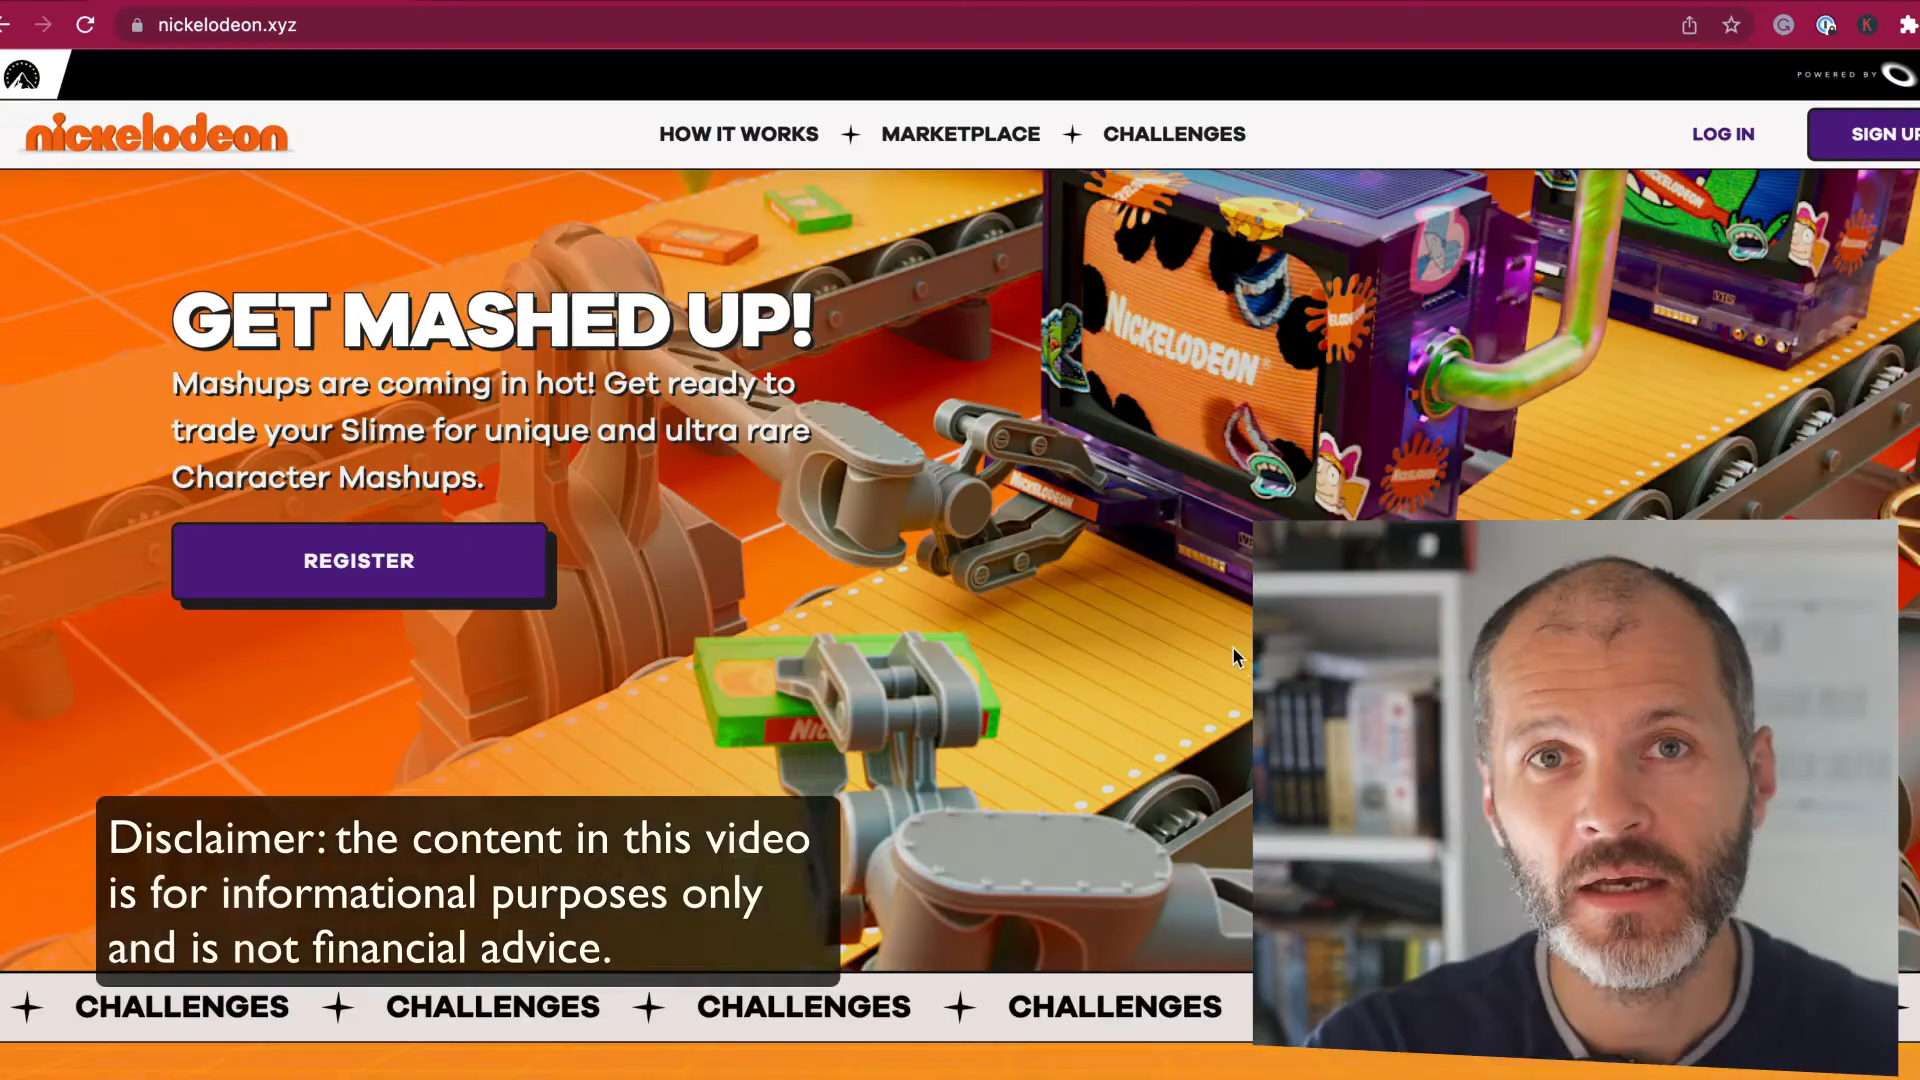 nickelodeon.xyz
K
POWERED BY
nickelodeon
HOW IT WORKS
MARKETPLACE
CHALLENGES
LOG IN
SIGN UP
GET MASHED UP!
Mashups are coming in hot! Get ready to
trade your Slime for unique and ultra rare
Character Mashups.
REGISTER
NICKELODEON
NICKELODEON
VHS
Disclaimer: the content in this video
is for informational purposes only
and is not financial advice.
CHALLENGES CHALLENGES CHALLENGES CHALLENGES